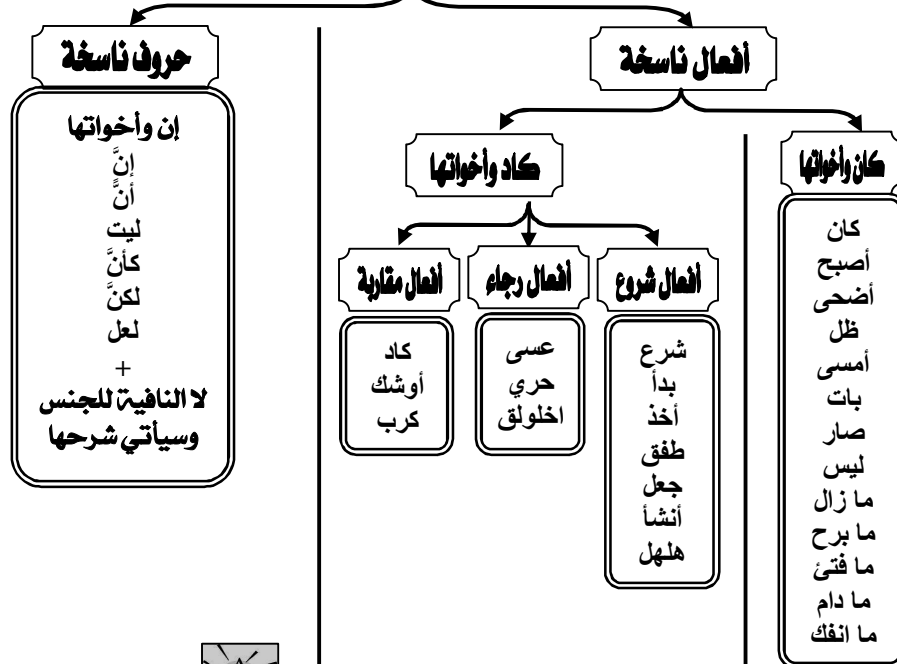 أفعال ناسخة
حروف ناسخة
كان وأخواتها
كان
أصبح
أضحى
ظل
أمسى
بات
صار
ليس
ما زال
ما برح
ما فتئ
ما دام
ما انفك
كاد وأخواتها
أفعال شروع
شرع
بدأ
أخذ
طفق
جعل
أنشأ
هلهل
أفعال رجاء
عسى
حري
اخلولق
أفعال مقاربة
كاد
أوشك
كرب
إن وأخواتها
إنَّ
أنَّ
ليت
كأنَّ
لكنَّ
لعل
+
لا النافية للجنس
وسيأتي شرحها